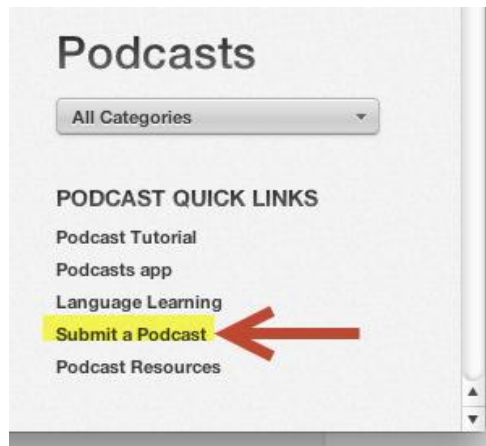 Podcasts
All Categories
PODCAST QUICK LINKS
Podcast Tutorial
Podcasts app
Language Learning
Submit a Podcast
Podcast Resources